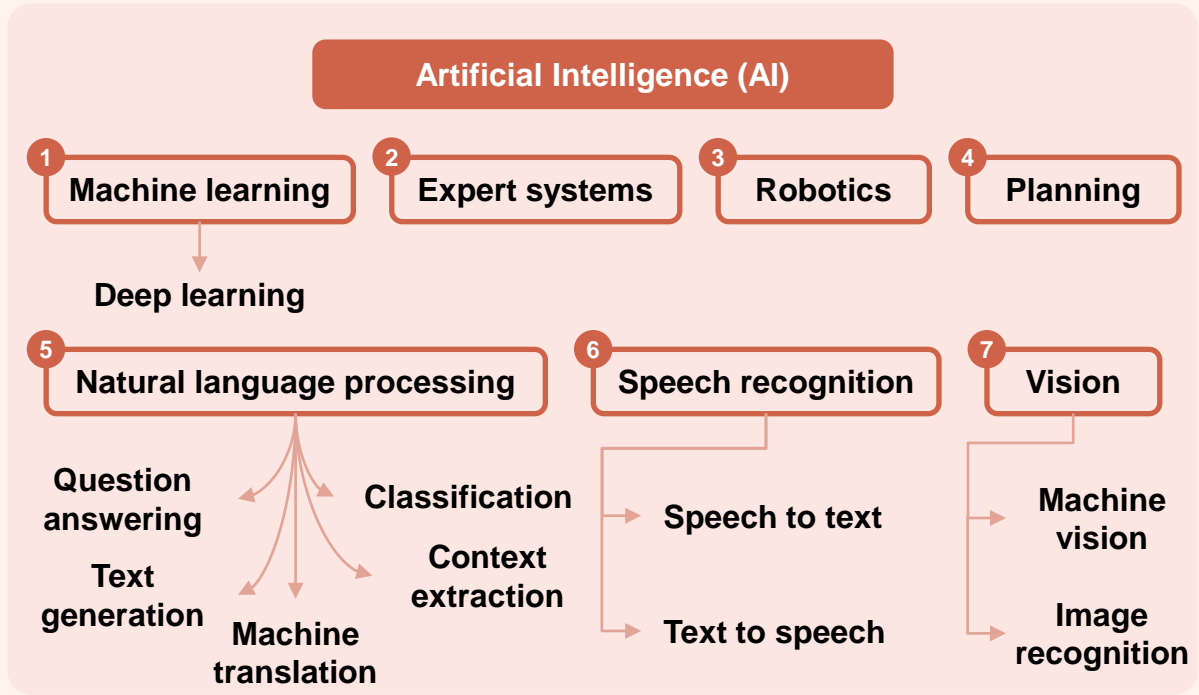 Artificial Intelligence (AI)
1
Machine learning
2
Expert systems
3
Robotics
4
Planning
Deep learning
5
Natural language processing
6
Speech recognition
7
Vision
Question
answering
Classification
Text
generation
Context
extraction
Machine
translation
Speech to text
Text to speech
Machine
vision
Image
recognition